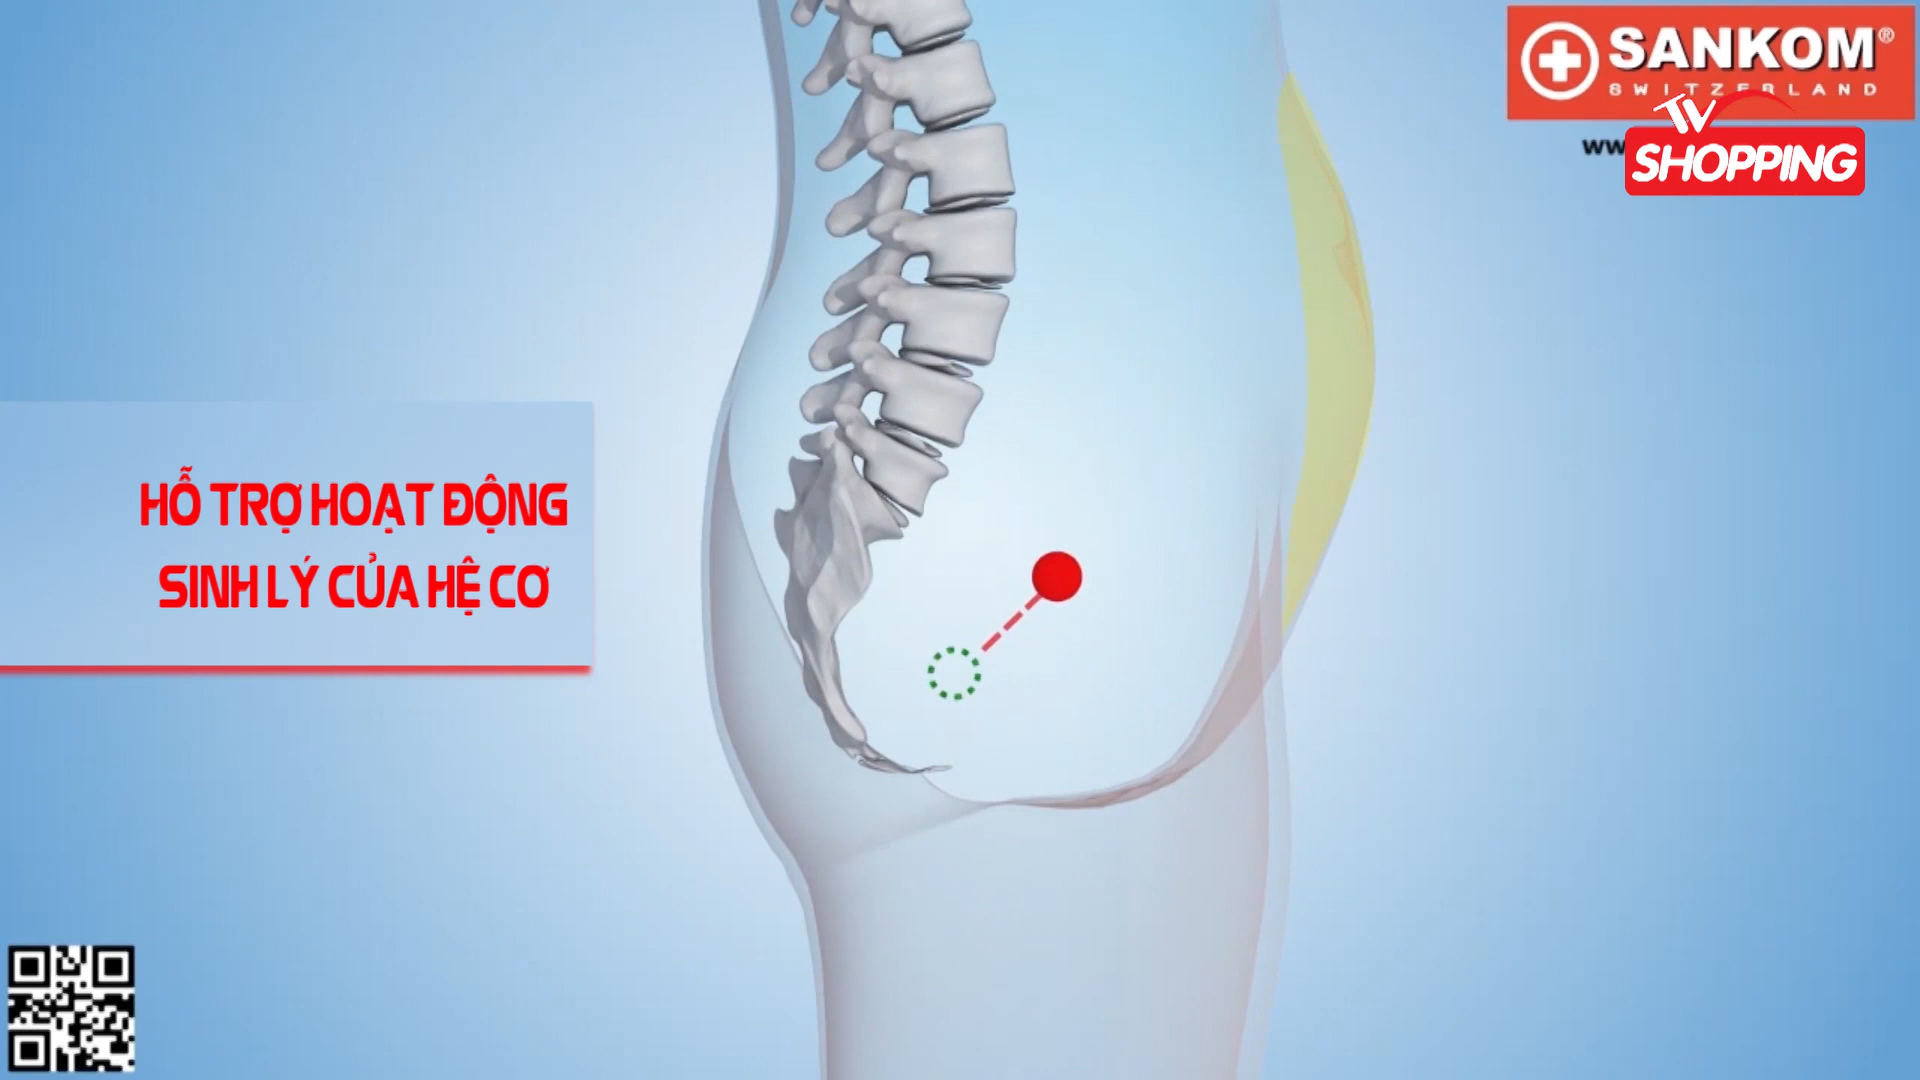 SANKOM®
SWITZERLAND
TV
SHOPPING
HỖ TRỢ HOẠT ĐỘNG
SINH LÝ CỦA HỆ CƠ